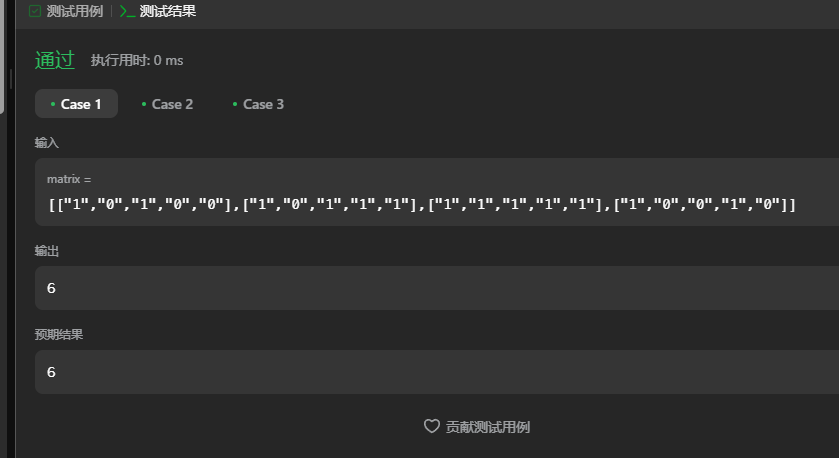 测试用例 | >_ 测试结果
通过 执行用时: 0 ms
• Case 1 • Case 2 • Case 3
输入
matrix =
[["1","0","1","0","0"],["1","0","1","1","1"],["1","1","1","1","1"],["1","0","0","1","0"]]
输出
6
预期结果
6
贡献测试用例